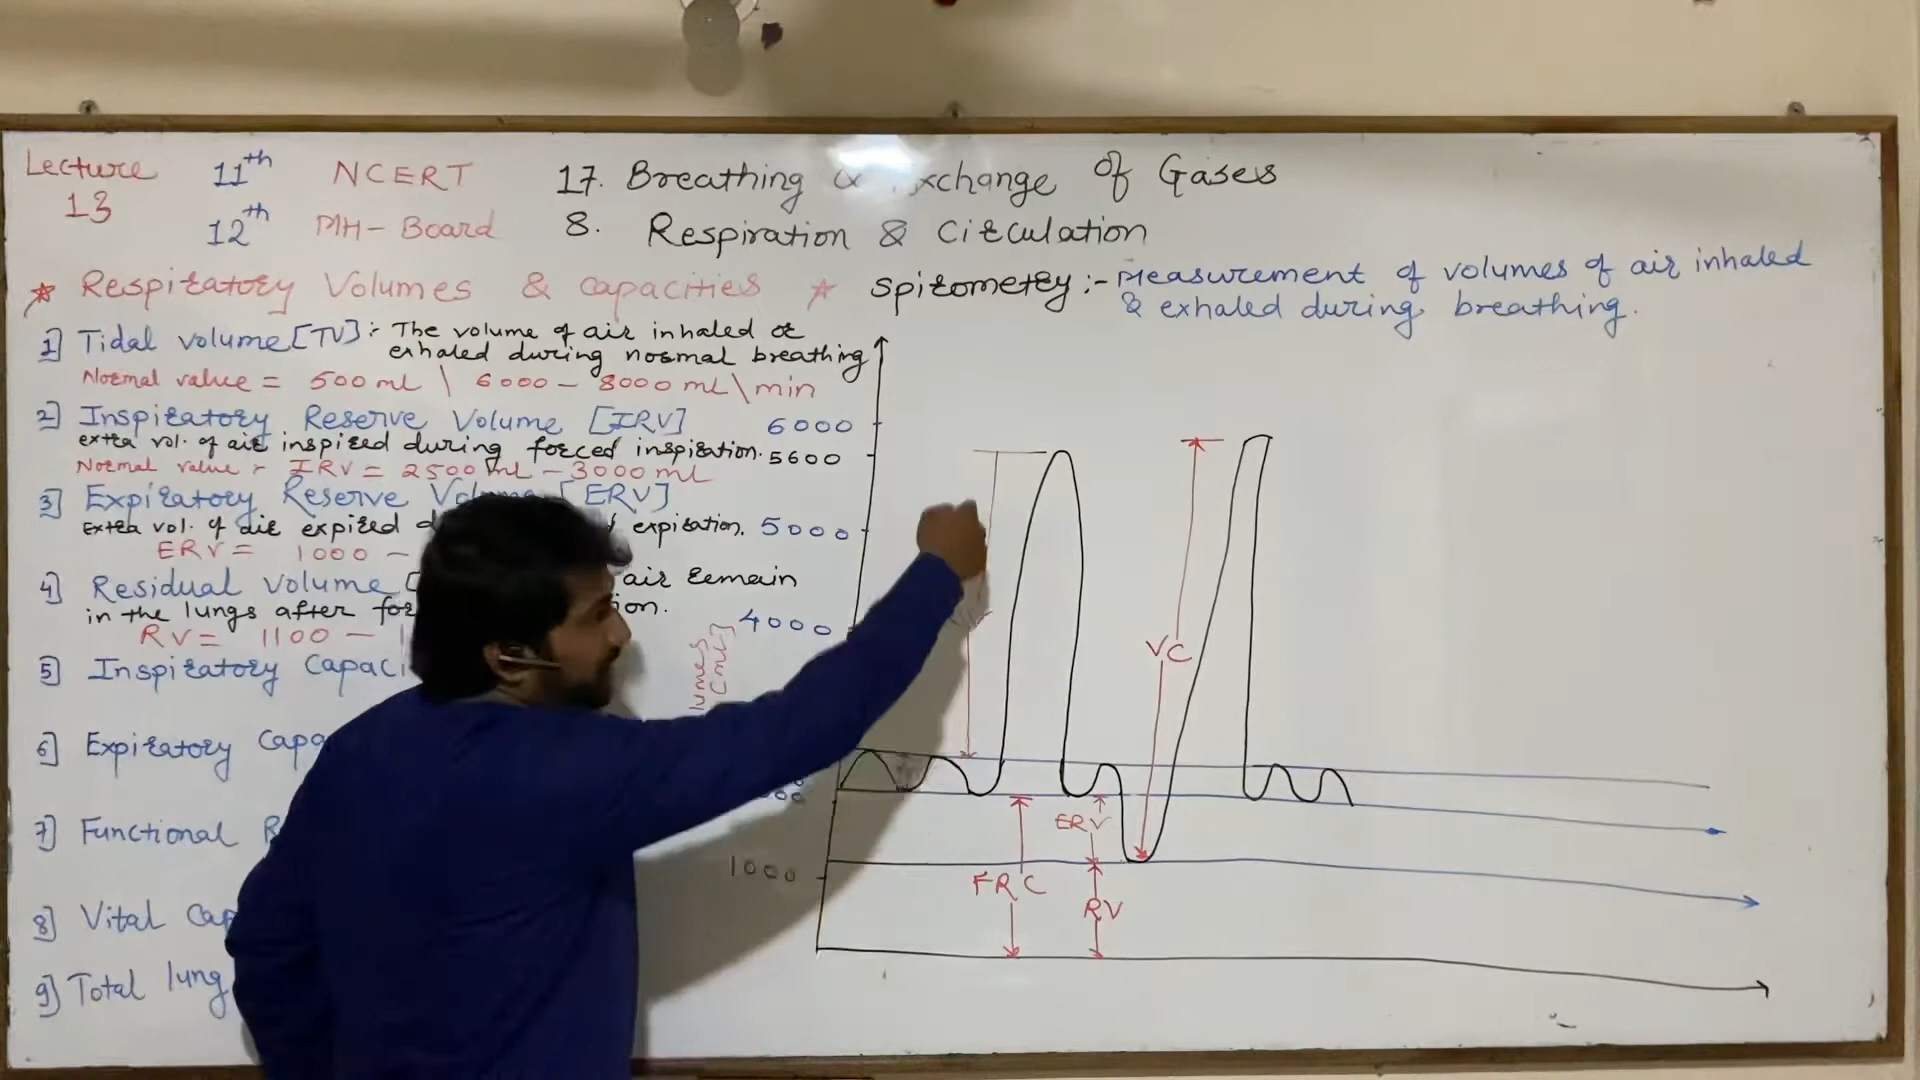 Lecture 11th NCERT 17. Breathing & xchange of Gases
13 12th MH-Board 8. Respiration & Circulation
* Respiratory Volumes & capacities * spirometry :- Measurement of volumes of air inhaled
& exhaled during breathing.
1] Tidal volume [TV] :- The volume of air inhaled or
exhaled during normal breathing
Normal value = 500 ml \ 6000 - 8000 ml \ min
2] Inspiratory Reserve Volume [IRV]
extra vol. of air inspired during forced inspiration.
Normal value :- IRV = 2500 ml - 3000 ml
3] Expiratory Reserve [ERV]
Extra vol. of air expired expiration.
ERV = 1000 -
4] Residual volume air remain
in the lungs after
RV = 1100 -
5] Inspiratory
6] Expiratory
7] Functional
8] Vital
9] Total lung
6000
5600
5000
4000
1000
VC
ERV
FRC
RV